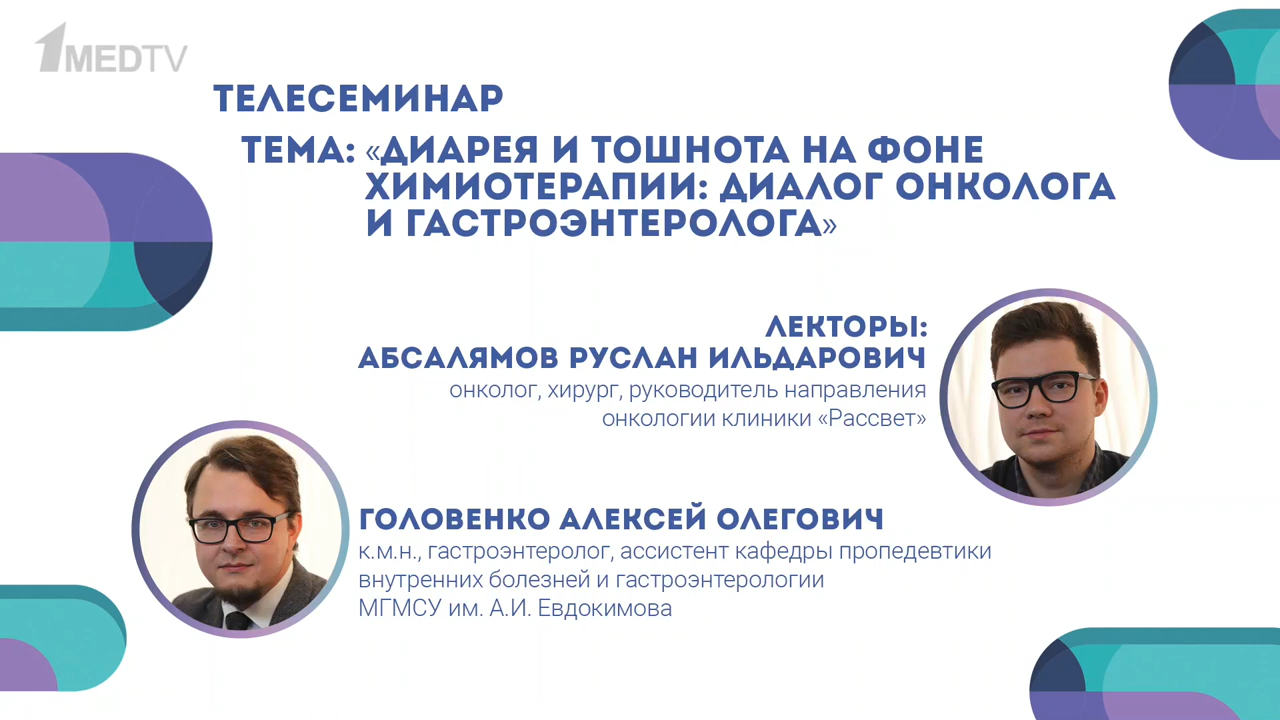 1MEDTV
ТЕЛЕСЕМИНАР
ТЕМА: «ДИАРЕЯ И ТОШНОТА НА ФОНЕ
ХИМИОТЕРАПИИ: ДИАЛОГ ОНКОЛОГА
И ГАСТРОЭНТЕРОЛОГА»
ЛЕКТОРЫ:
АБСАЛЯМОВ РУСЛАН ИЛЬДАРОВИЧ
онколог, хирург, руководитель направления
онкологии клиники «Рассвет»
ГОЛОВЕНКО АЛЕКСЕЙ ОЛЕГОВИЧ
к.м.н., гастроэнтеролог, ассистент кафедры пропедевтики
внутренних болезней и гастроэнтерологии
МГМСУ им. А.И. Евдокимова